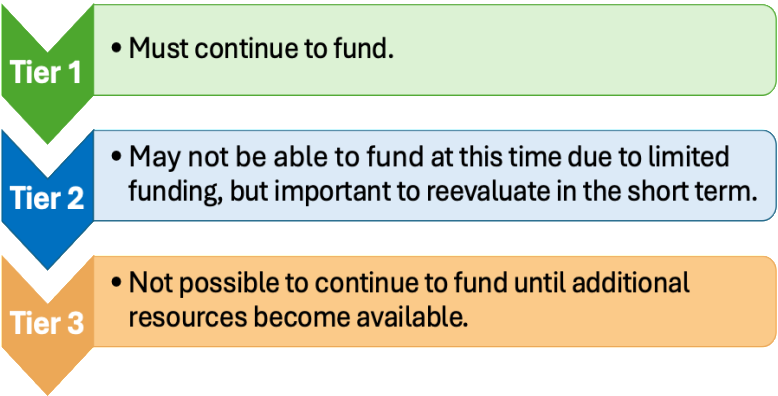 Tier 1
• Must continue to fund.
Tier 2
• May not be able to fund at this time due to limited
funding, but important to reevaluate in the short term.
Tier 3
• Not possible to continue to fund until additional
resources become available.